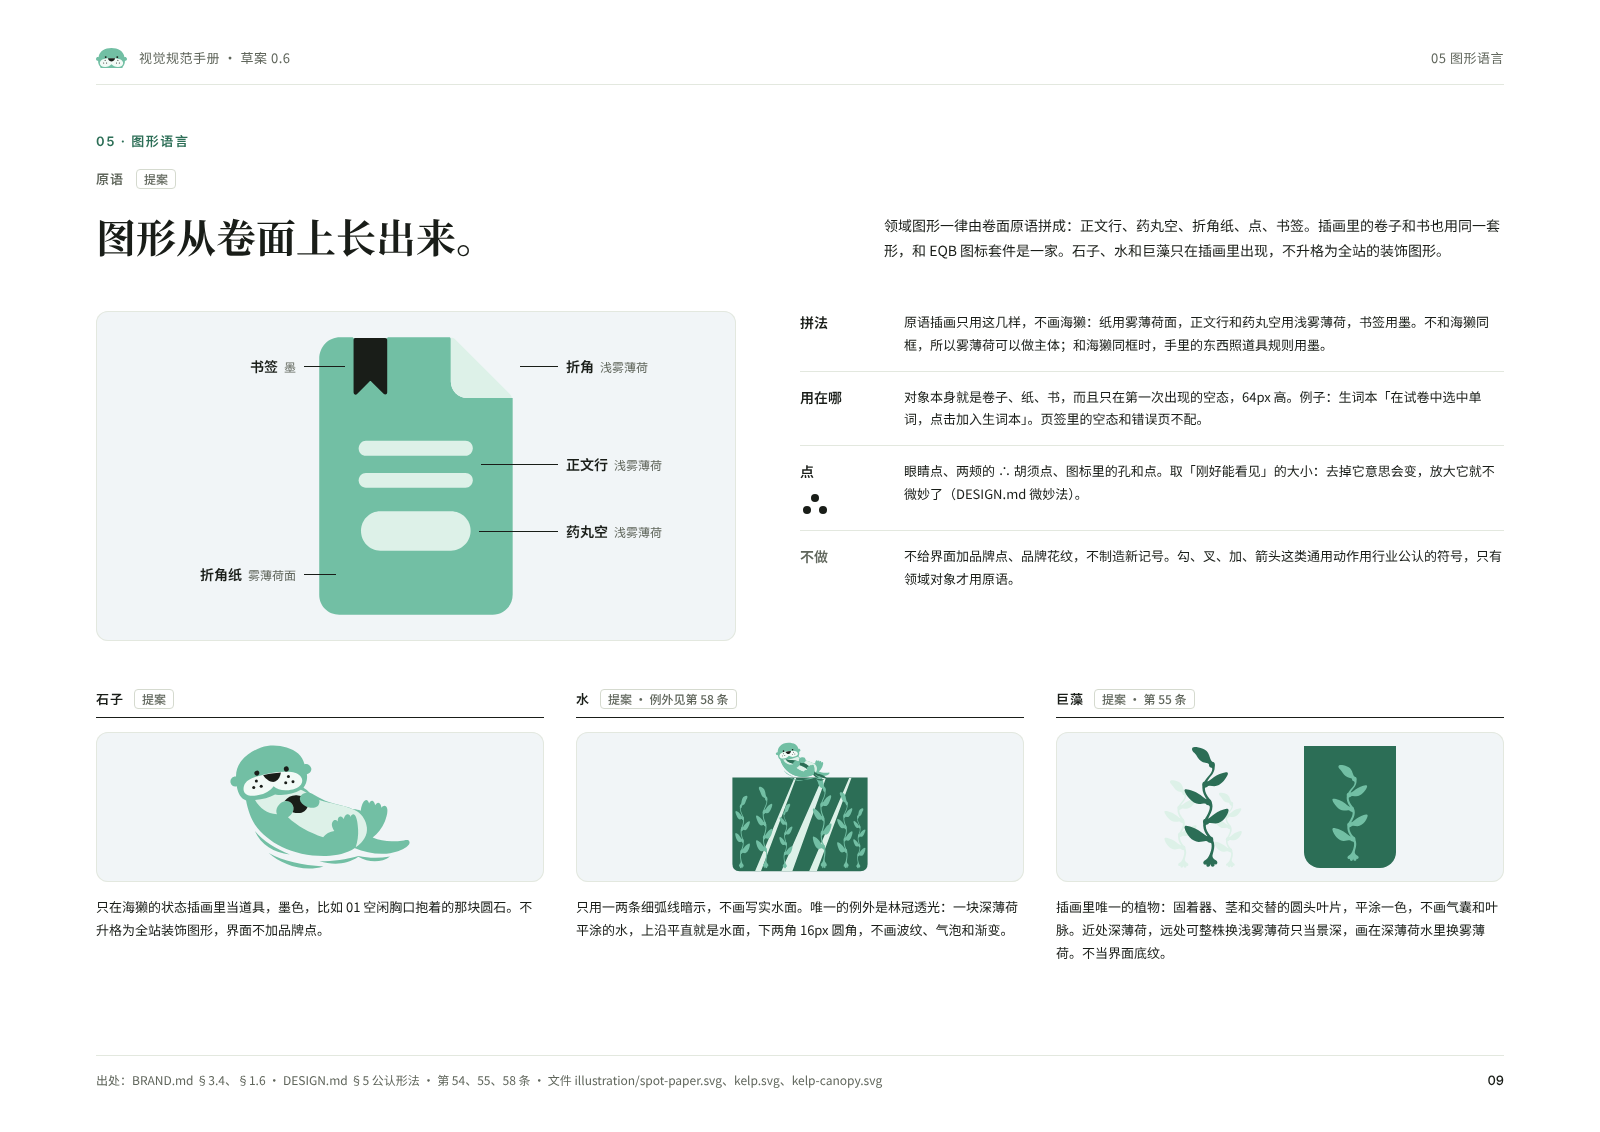 视觉规范手册 · 草案 0.6
05 图形语言
05 · 图形语言
原语 提案
图形从卷面上长出来。
领域图形一律由卷面原语拼成：正文行、药丸空、折角纸、点、书签。插画里的卷子和书也用同一套
形，和 EQB 图标套件是一家。石子、水和巨藻只在插画里出现，不升格为全站的装饰图形。
书签 墨
折角 浅雾薄荷
正文行 浅雾薄荷
药丸空 浅雾薄荷
折角纸 雾薄荷面
拼法
原语插画只用这几样，不画海獭：纸用雾薄荷面，正文行和药丸空用浅雾薄荷，书签用墨。不和海獭同
框，所以雾薄荷可以做主体；和海獭同框时，手里的东西照道具规则用墨。
用在哪
对象本身就是卷子、纸、书，而且只在第一次出现的空态，64px 高。例子：生词本「在试卷中选中单
词，点击加入生词本」。页签里的空态和错误页不配。
点
眼睛点、两颊的 ∴ 胡须点、图标里的孔和点。取「刚好能看见」的大小：去掉它意思会变，放大它就不
微妙了（DESIGN.md 微妙法）。
不做
不给界面加品牌点、品牌花纹，不制造新记号。勾、叉、加、箭头这类通用动作用行业公认的符号，只有
领域对象才用原语。
石子 提案
水 提案 · 例外见第 58 条
巨藻 提案 · 第 55 条
只在海獭的状态插画里当道具，墨色，比如 01 空闲胸口抱着的那块圆石。不
升格为全站装饰图形，界面不加品牌点。
只用一两条细弧线暗示，不画写实水面。唯一的例外是林冠透光：一块深薄荷
平涂的水，上沿平直就是水面，下两角 16px 圆角，不画波纹、气泡和渐变。
插画里唯一的植物：固着器、茎和交替的圆头叶片，平涂一色，不画气囊和叶
脉。近处深薄荷，远处可整株换浅雾薄荷只当景深，画在深薄荷水里换雾薄
荷。不当界面底纹。
出处：BRAND.md §3.4、§1.6 · DESIGN.md §5 公认形法 · 第 54、55、58 条 · 文件 illustration/spot-paper.svg、kelp.svg、kelp-canopy.svg
09